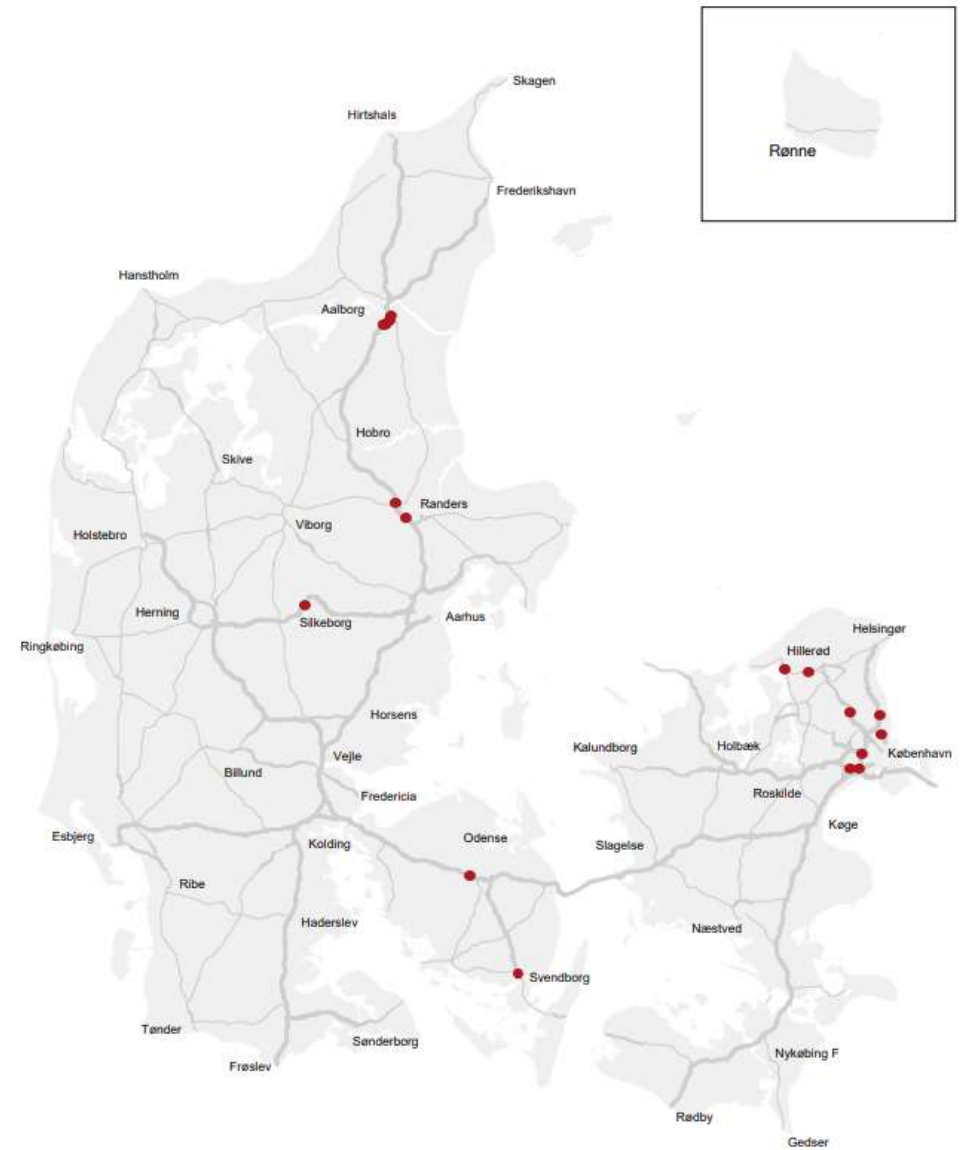 Skagen
Hirtshals
Rønne
Frederikshavn
Hanstholm
Aalborg
Hobro
Skive
Randers
Viborg
Holstebro
Herning
Aarhus
Silkeborg
Helsingør
Ringkøbing
Hillerød
Horsens
Kalundborg
Holbæk
København
Vejle
Billund
Roskilde
Fredericia
Køge
Esbjerg
Odense
Kolding
Slagelse
Ribe
Haderslev
Næstved
Svendborg
Tønder
Sønderborg
Nykøbing F
Frøslev
Rødby
Gedser